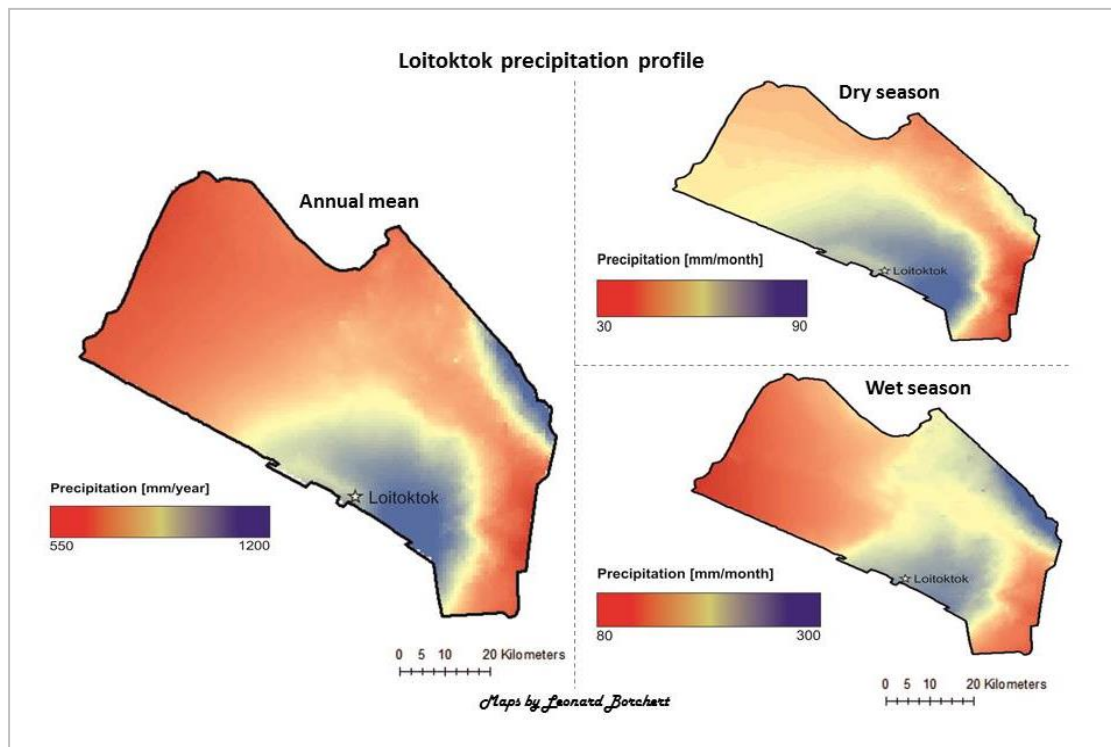 Loitoktok precipitation profile
Annual mean
Loitoktok
Precipitation [mm/year]
550 1200
0 5 10 20 Kilometers
Dry season
Loitoktok
Precipitation [mm/month]
30 90
Wet season
Loitoktok
Precipitation [mm/month]
80 300
0 5 10 20 Kilometers
Maps by Leonard Borchert